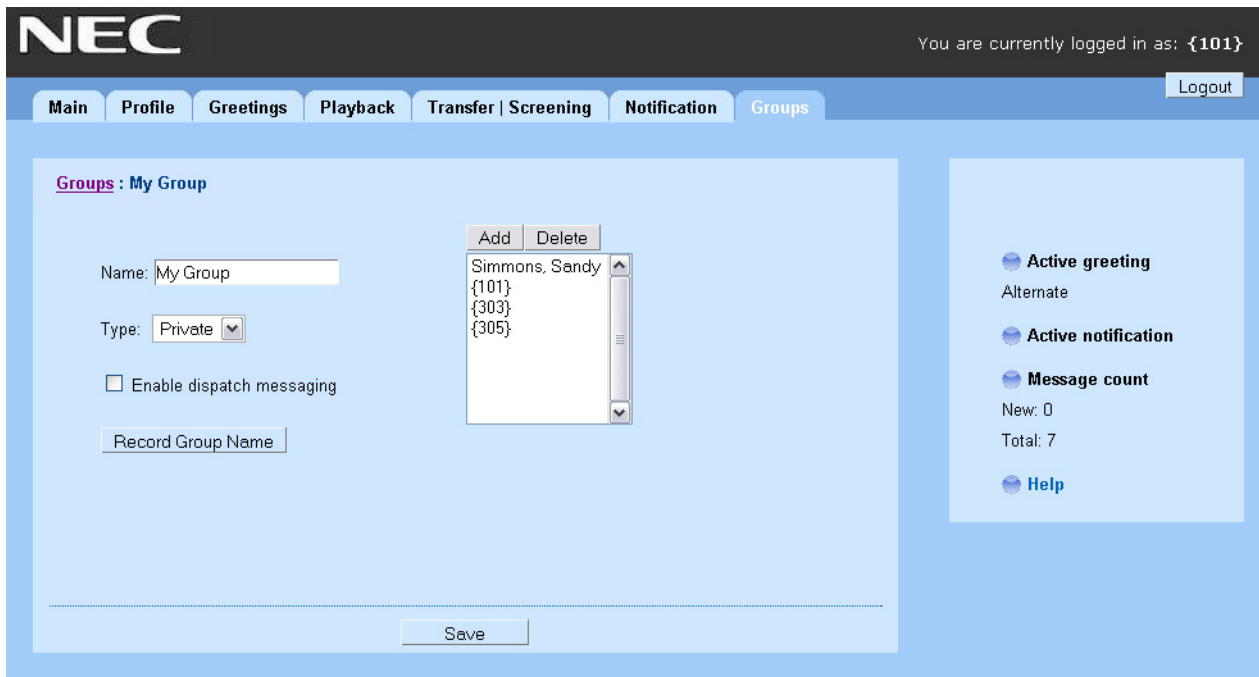 NEC
You are currently logged in as: {101}
Logout
Main Profile Greetings Playback Transfer | Screening Notification Groups
Groups : My Group
Add Delete
Name: My Group
Type: Private
Enable dispatch messaging
Record Group Name
Simmons, Sandy
{101}
{303}
{305}
Save
Active greeting
Alternate
Active notification
Message count
New: 0
Total: 7
Help